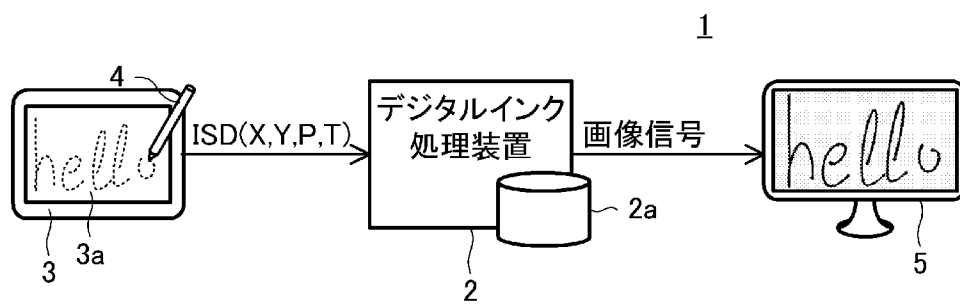 1
4
hello
ISD(X,Y,P,T)
デジタルインク
処理装置
画像信号
hello
3
3a
2
2a
5